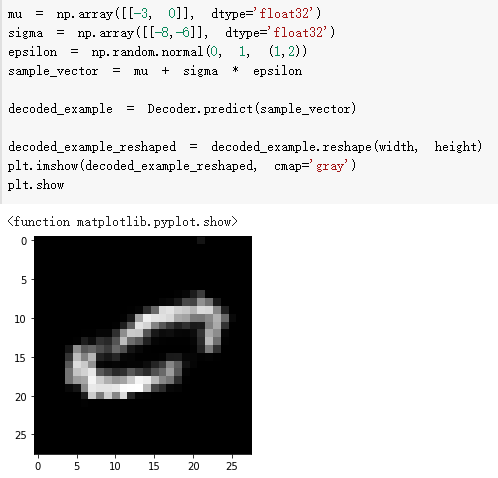 mu = np.array([[-3, 0]], dtype='float32')
sigma = np.array([[-8,-6]], dtype='float32')
epsilon = np.random.normal(0, 1, (1,2))
sample_vector = mu + sigma * epsilon
decoded_example = Decoder.predict(sample_vector)
decoded_example_reshaped = decoded_example.reshape(width, height)
plt.imshow(decoded_example_reshaped, cmap='gray')
plt.show
<function matplotlib.pyplot.show>
0
5
10
15
20
25
0 5 10 15 20 25